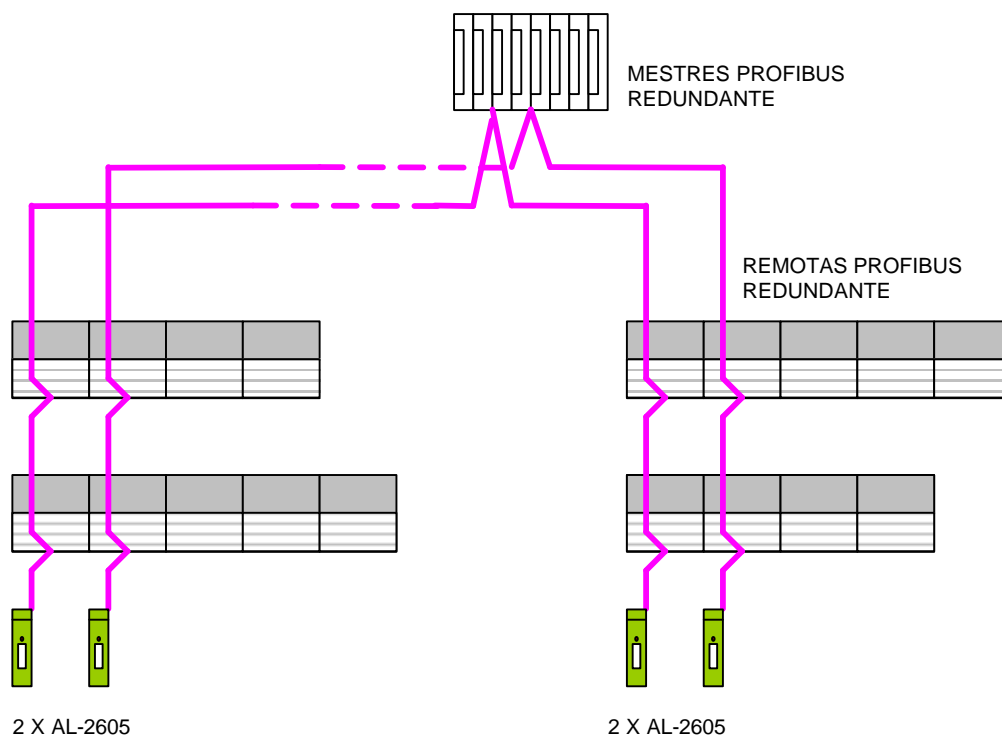 MESTRES PROFIBUS
REDUNDANTE
REMOTAS PROFIBUS
REDUNDANTE
2 X AL-2605
2 X AL-2605